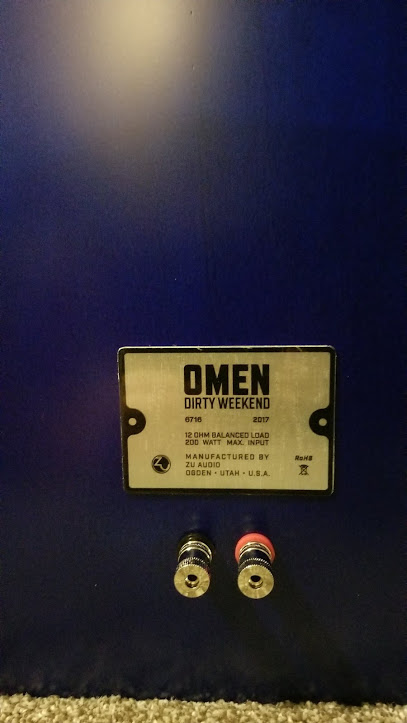 OMEN
DIRTY WEEKEND
6716 2017
12 OHM BALANCED LOAD
200 WATT MAX. INPUT
MANUFACTURED BY
ZU AUDIO
OGDEN • UTAH • U.S.A.
RoHS
ZU